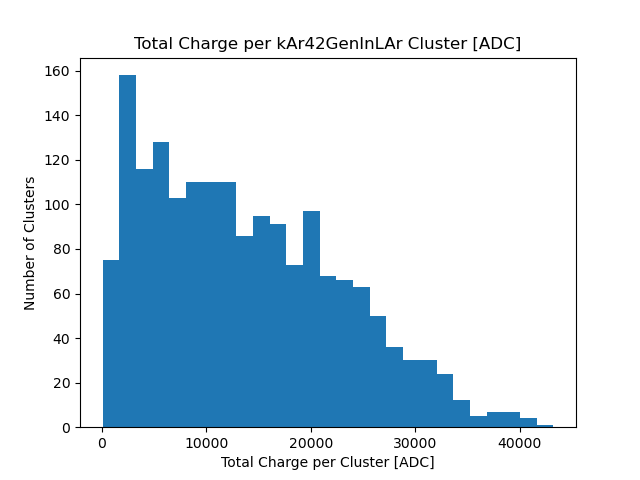 Total Charge per kAr42GenInLAr Cluster [ADC]
160
140
120
100
80
60
40
20
0
Number of Clusters
0 10000 20000 30000 40000
Total Charge per Cluster [ADC]